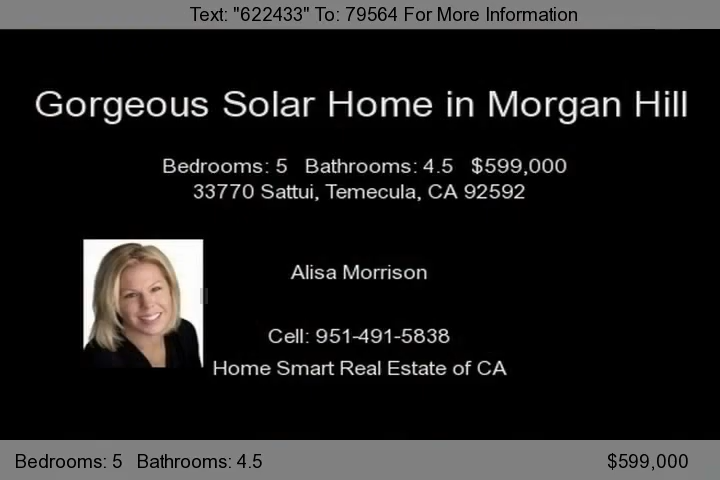 Text: "622433" To: 79564 For More Information
Gorgeous Solar Home in Morgan Hill
Bedrooms: 5 Bathrooms: 4.5 $599,000
33770 Sattui, Temecula, CA 92592
Alisa Morrison
Cell: 951-491-5838
Home Smart Real Estate of CA
Bedrooms: 5 Bathrooms: 4.5 $599,000